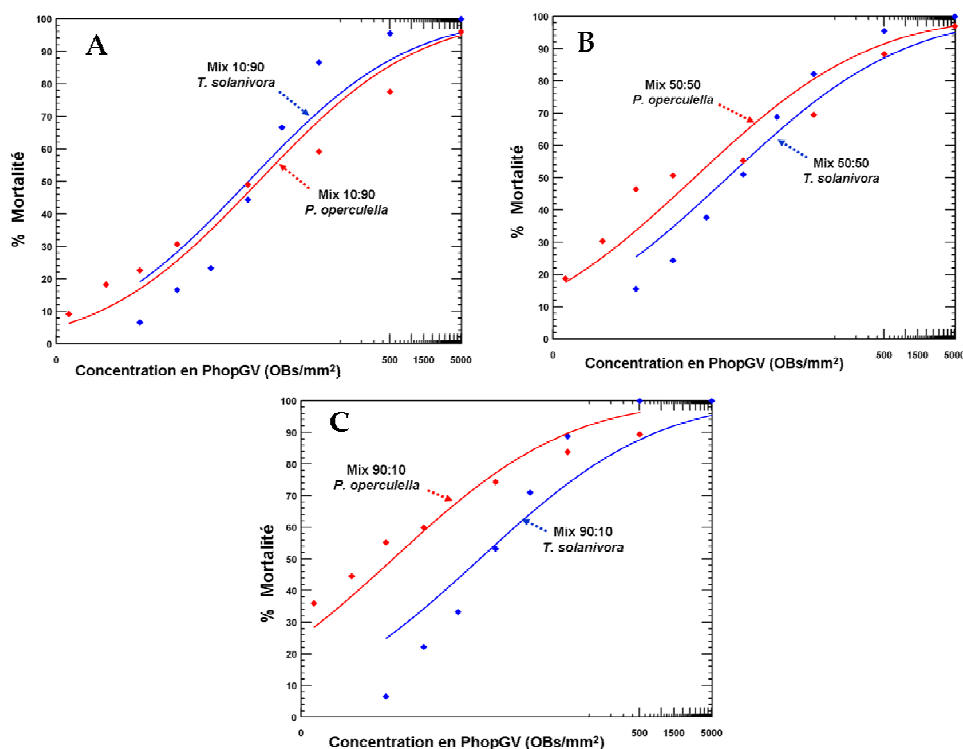 A
Mix 10:90
T. solanivora
Mix 10:90
P. operculella
% Mortalité
100
90
80
70
60
50
40
30
20
10
0
0
500
1500
5000
Concentration en PhopGV (OBs/mm²)
B
Mix 50:50
P. operculella
Mix 50:50
T. solanivora
% Mortalité
100
90
80
70
60
50
40
30
20
10
0
0
500
1500
5000
Concentration en PhopGV (OBs/mm²)
C
Mix 90:10
P. operculella
Mix 90:10
T. solanivora
% Mortalité
100
90
80
70
60
50
40
30
20
10
0
0
500
1500
5000
Concentration en PhopGV (OBs/mm²)